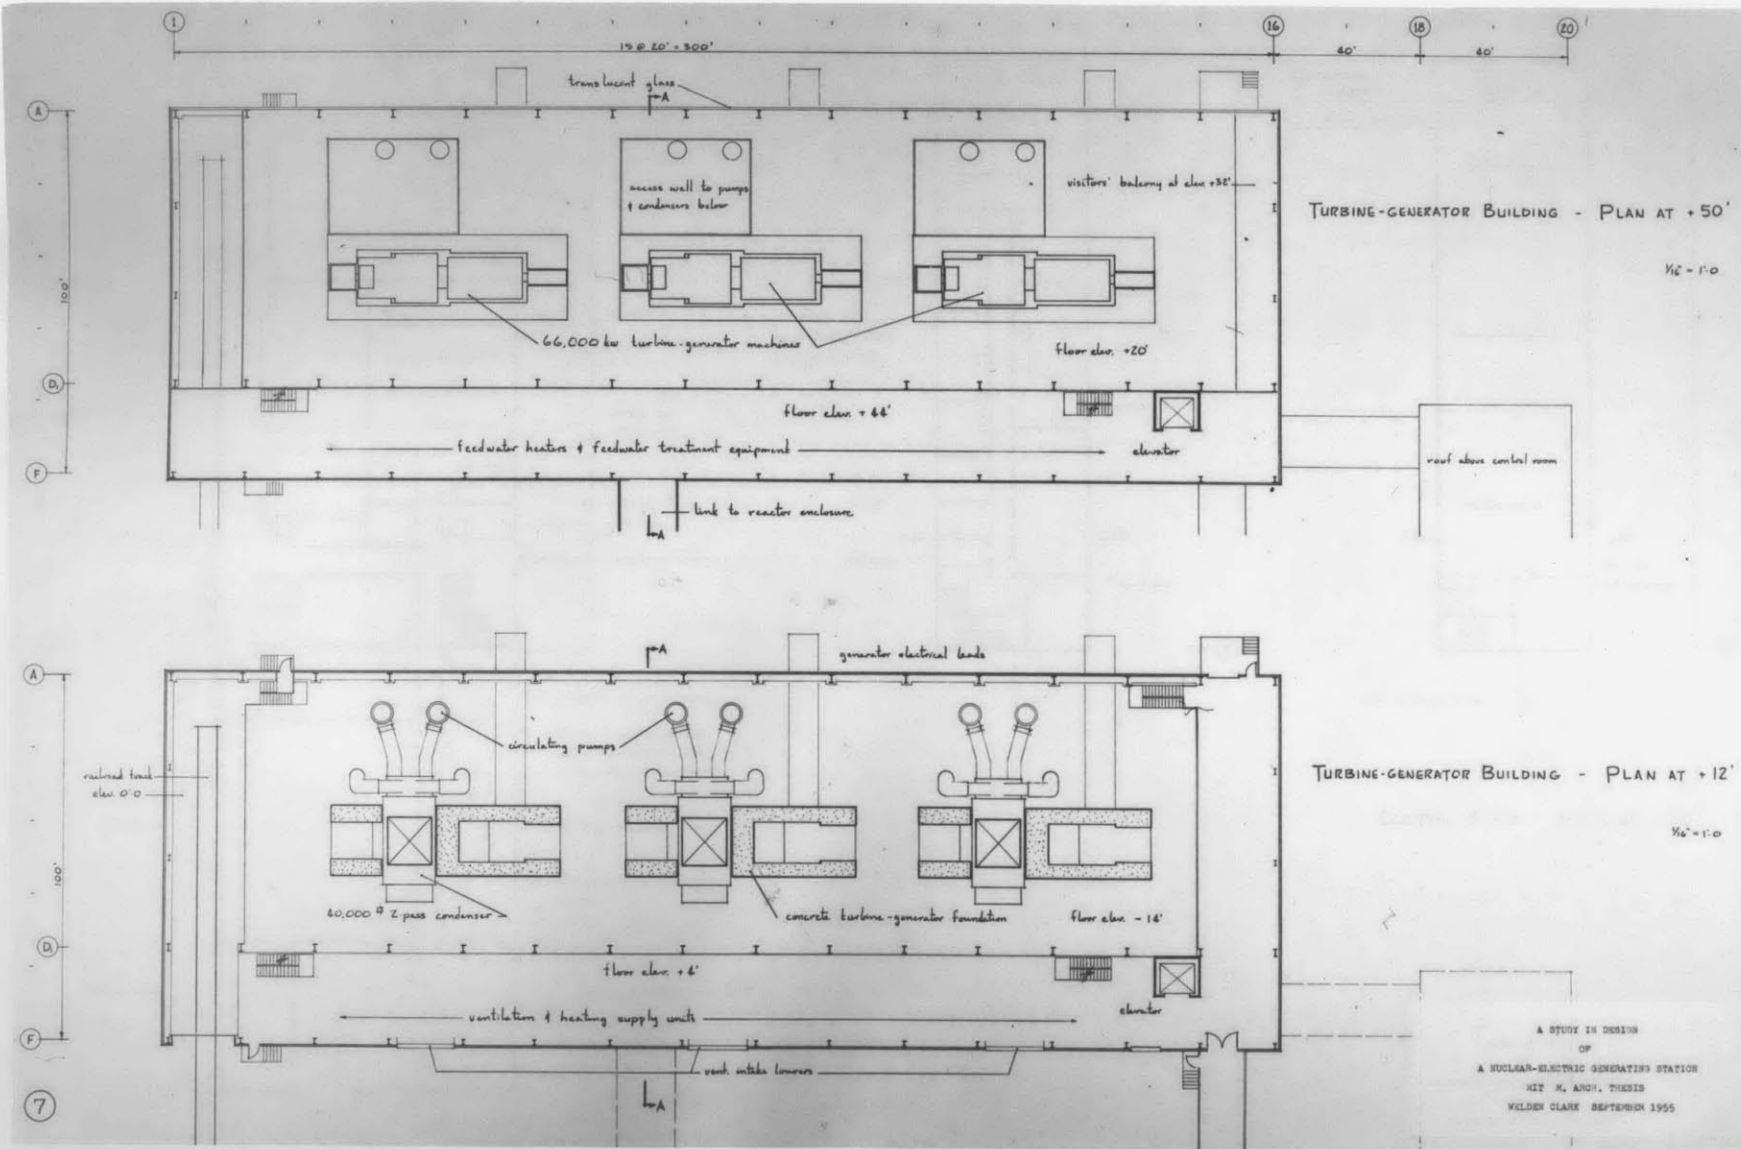 1
16
18
20
15 @ 20' = 300'
40'
40'
translucent glass
A
A
100'
D₁
F
access well to pumps
& condensers below
visitors' balcony at elev +32'
TURBINE-GENERATOR BUILDING - PLAN AT +50'
1/16" = 1'-0
66,000 kw turbine-generator machines
floor elev. +20'
floor elev. +44'
feedwater heaters & feedwater treatment equipment
elevator
roof above control room
link to reactor enclosure
A
A
generator electrical leads
A
circulating pumps
railroad track
elev. 0'-0
TURBINE-GENERATOR BUILDING - PLAN AT +12'
1/16" = 1'-0
100'
40,000 2-pass condenser
concrete turbine-generator foundation
floor elev. -14'
D₁
floor elev. +4'
ventilation & heating supply units
elevator
F
vent. intake louvers
A
7
A STUDY IN DESIGN
OF
A NUCLEAR-ELECTRIC GENERATING STATION
MIT M. ARCH. THESIS
WELDEN CLARK SEPTEMBER 1955